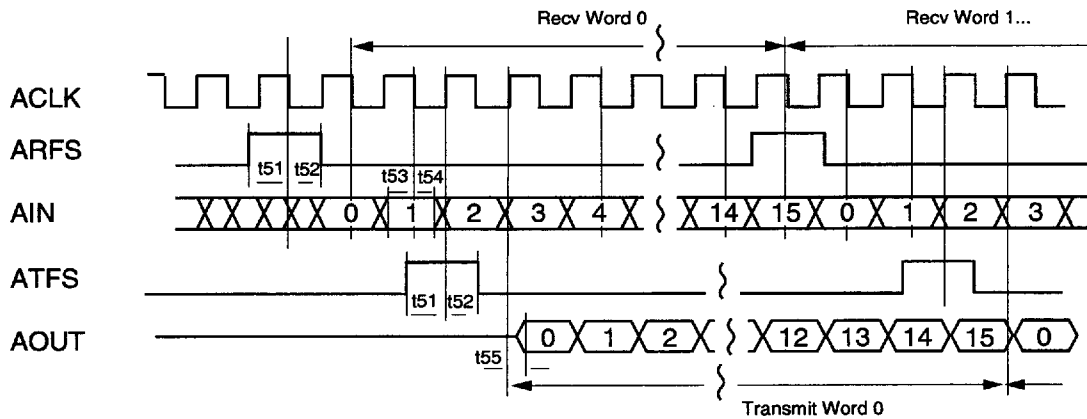 Recv Word 0 Recv Word 1...
ACLK
ARFS
t51 t52 t53 t54
AIN 0 1 2 3 4 14 15 0 1 2 3
ATFS
t51 t52
AOUT 0 1 2 12 13 14 15 0
t55
Transmit Word 0